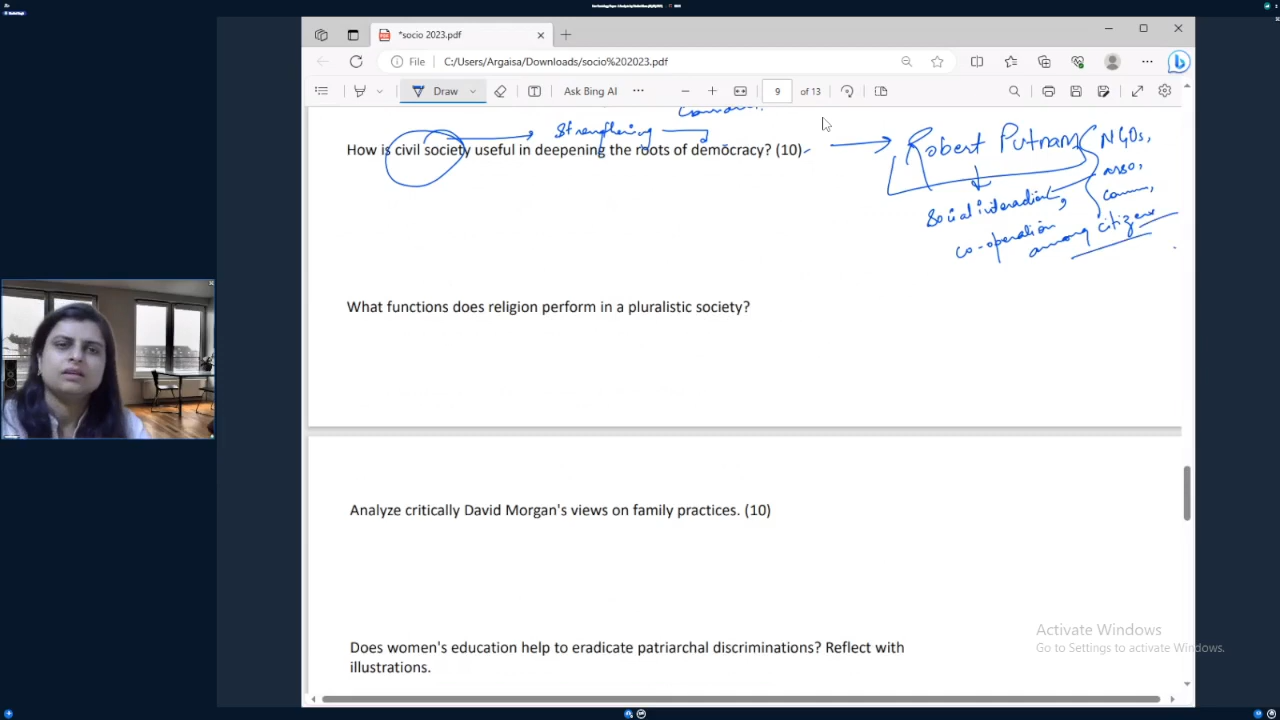 *socio 2023.pdf
File C:/Users/Argaisa/Downloads/socio%202023.pdf
Draw Ask Bing AI 9 of 13
Strengthening
How is civil society useful in deepening the roots of democracy? (10)
Robert Putnam
NGOs,
asso,
comm,
Social interaction,
co-operation
among citizens
What functions does religion perform in a pluralistic society?
Analyze critically David Morgan's views on family practices. (10)
Does women's education help to eradicate patriarchal discriminations? Reflect with
illustrations.
Activate Windows
Go to Settings to activate Windows.